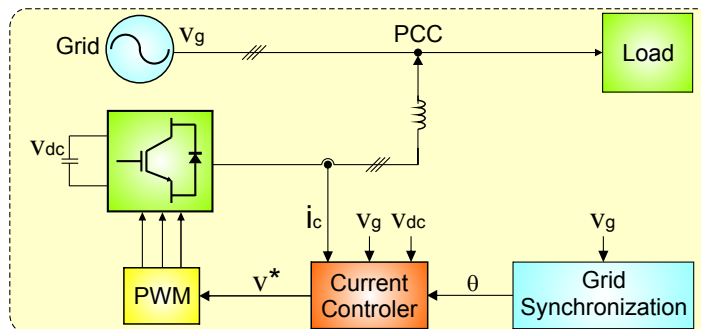 Grid
vg
PCC
Load
vdc
ic
vg
vdc
vg
PWM
v*
Current
Controler
θ
Grid
Synchronization